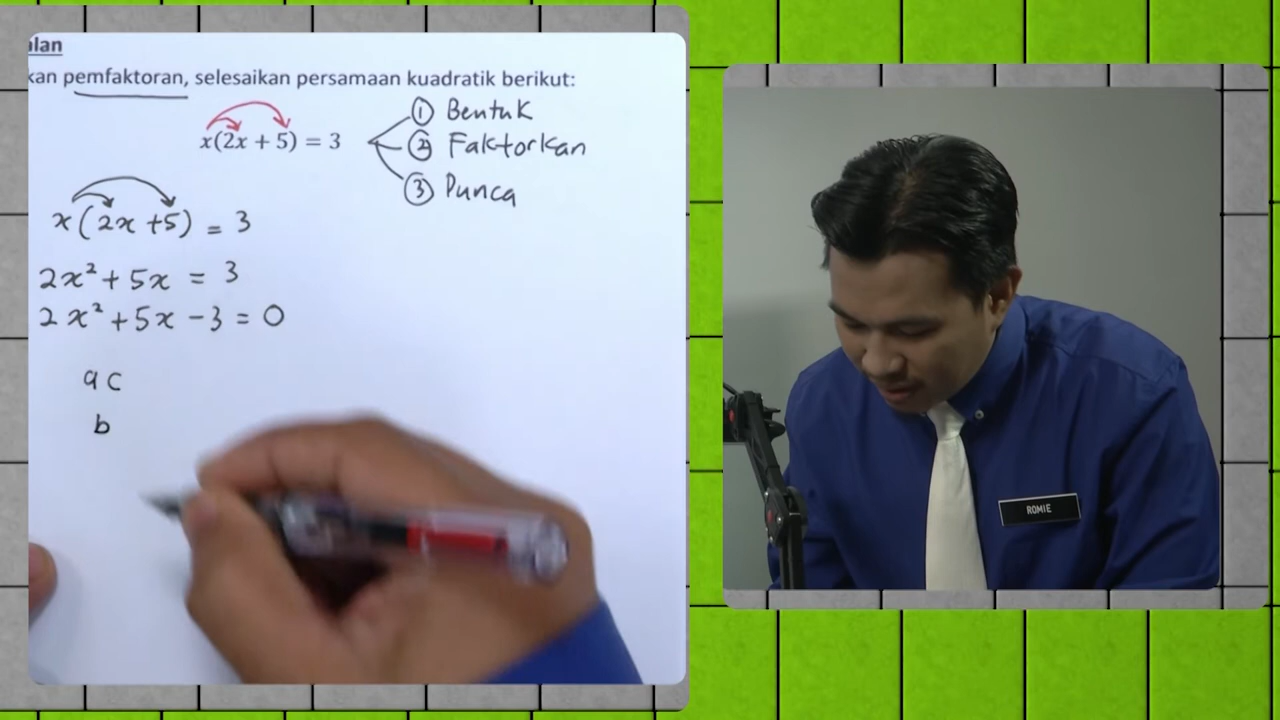 alan
kan pemfaktoran, selesaikan persamaan kuadratik berikut:
x(2x + 5) = 3
① Bentuk
② Faktorkan
③ Punca
x(2x +5) = 3
2x² + 5x = 3
2x² + 5x - 3 = 0
ac
b
ROMIE